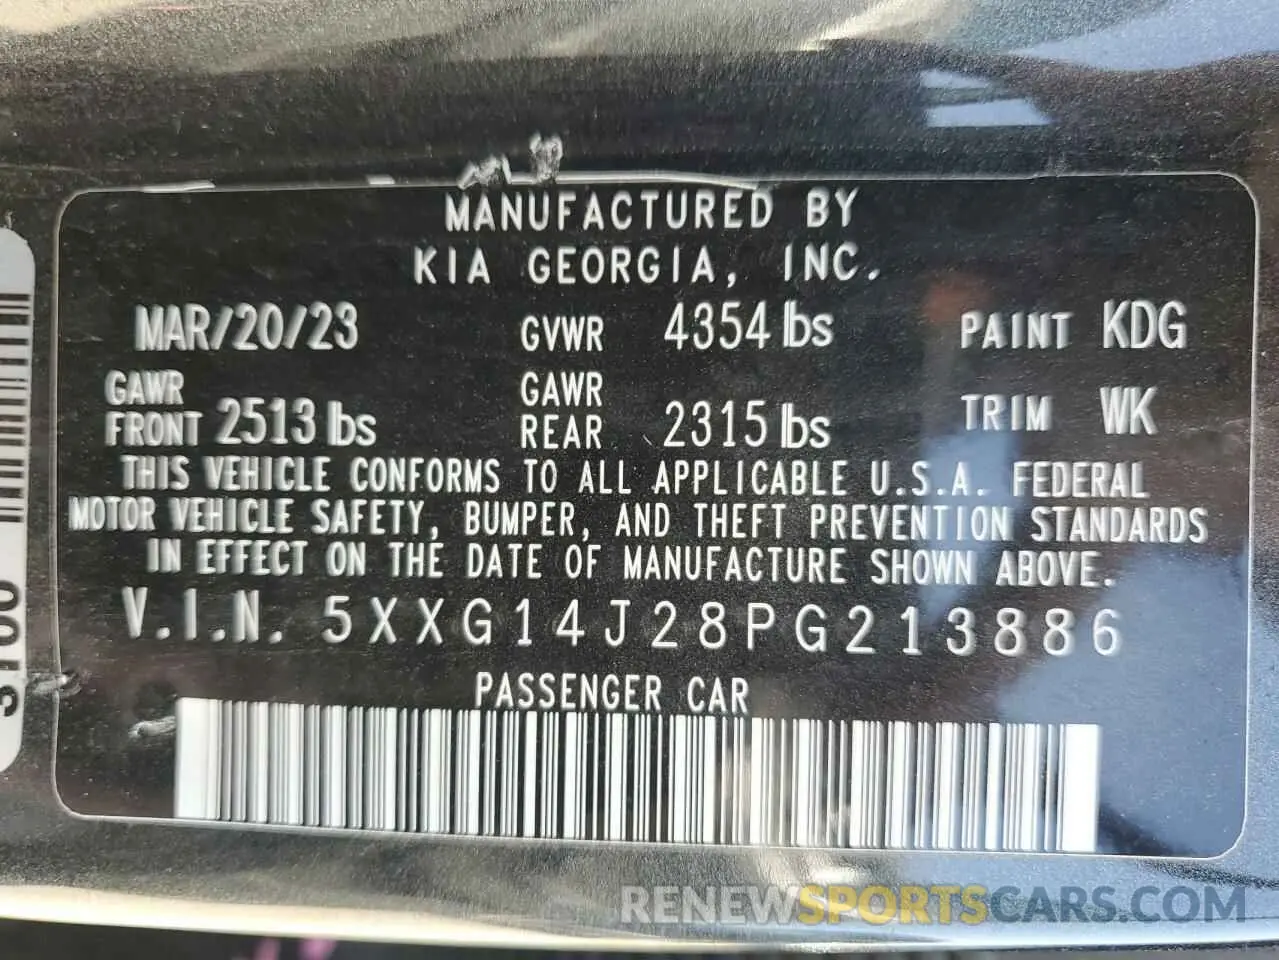 MANUFACTURED BY
KIA GEORGIA, INC.
MAR/20/23 GVWR 4354 lbs PAINT KDG
GAWR FRONT 2513 lbs GAWR REAR 2315 lbs TRIM WK
THIS VEHICLE CONFORMS TO ALL APPLICABLE U.S.A. FEDERAL
MOTOR VEHICLE SAFETY, BUMPER, AND THEFT PREVENTION STANDARDS
IN EFFECT ON THE DATE OF MANUFACTURE SHOWN ABOVE.
V.I.N. 5XXG14J28PG213886
PASSENGER CAR
RENEWSPORTSCARS.COM